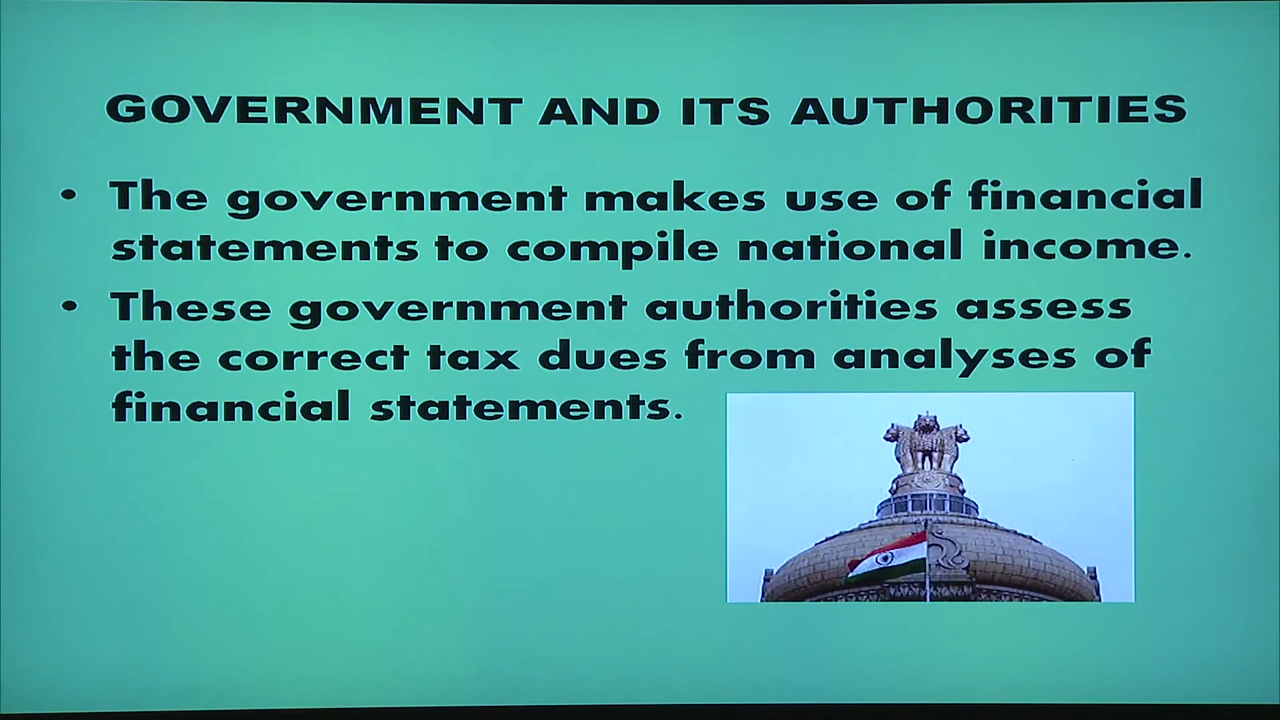 GOVERNMENT AND ITS AUTHORITIES
• The government makes use of financial
statements to compile national income.
• These government authorities assess
the correct tax dues from analyses of
financial statements.